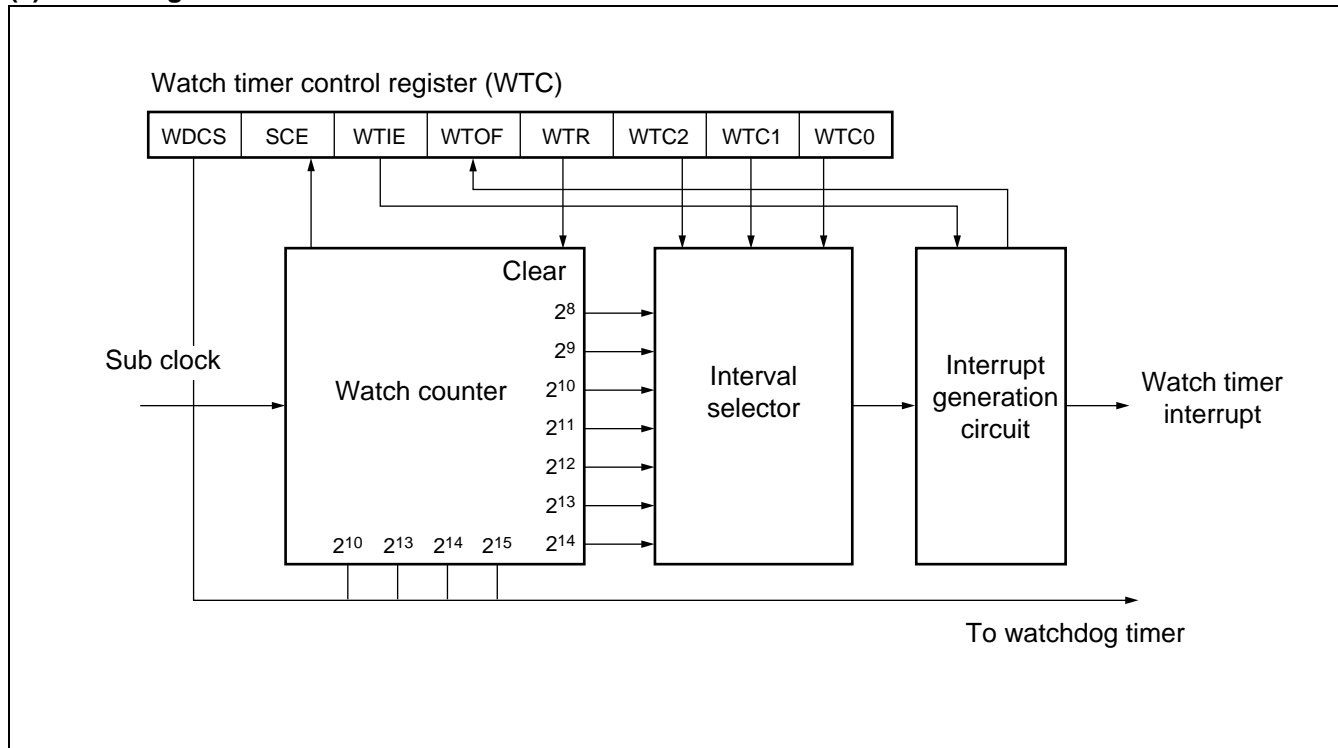 Watch timer control register (WTC)
WDCS SCE WTIE WTOF WTR WTC2 WTC1 WTC0
Clear
2⁸
2⁹
2¹⁰
2¹¹
2¹²
2¹³
2¹⁴
Sub clock
Watch counter
2¹⁰ 2¹³ 2¹⁴ 2¹⁵
Interval
selector
Interrupt
generation
circuit
Watch timer
interrupt
To watchdog timer